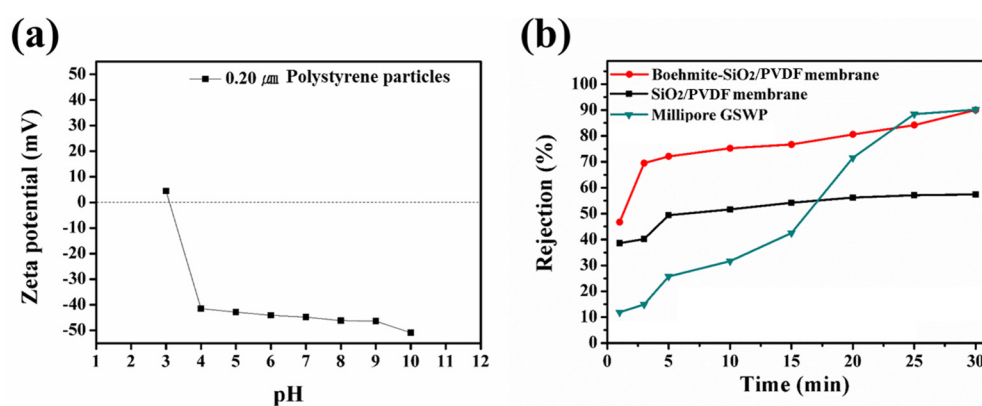 (a)
50
40
30
20
10
0
-10
-20
-30
-40
-50
Zeta potential (mV)
0.20 ㎛ Polystyrene particles
1 2 3 4 5 6 7 8 9 10 11 12
pH
(b)
100
90
80
70
60
50
40
30
20
10
0
Rejection (%)
Boehmite-SiO₂/PVDF membrane
SiO₂/PVDF membrane
Millipore GSWP
0 5 10 15 20 25 30
Time (min)